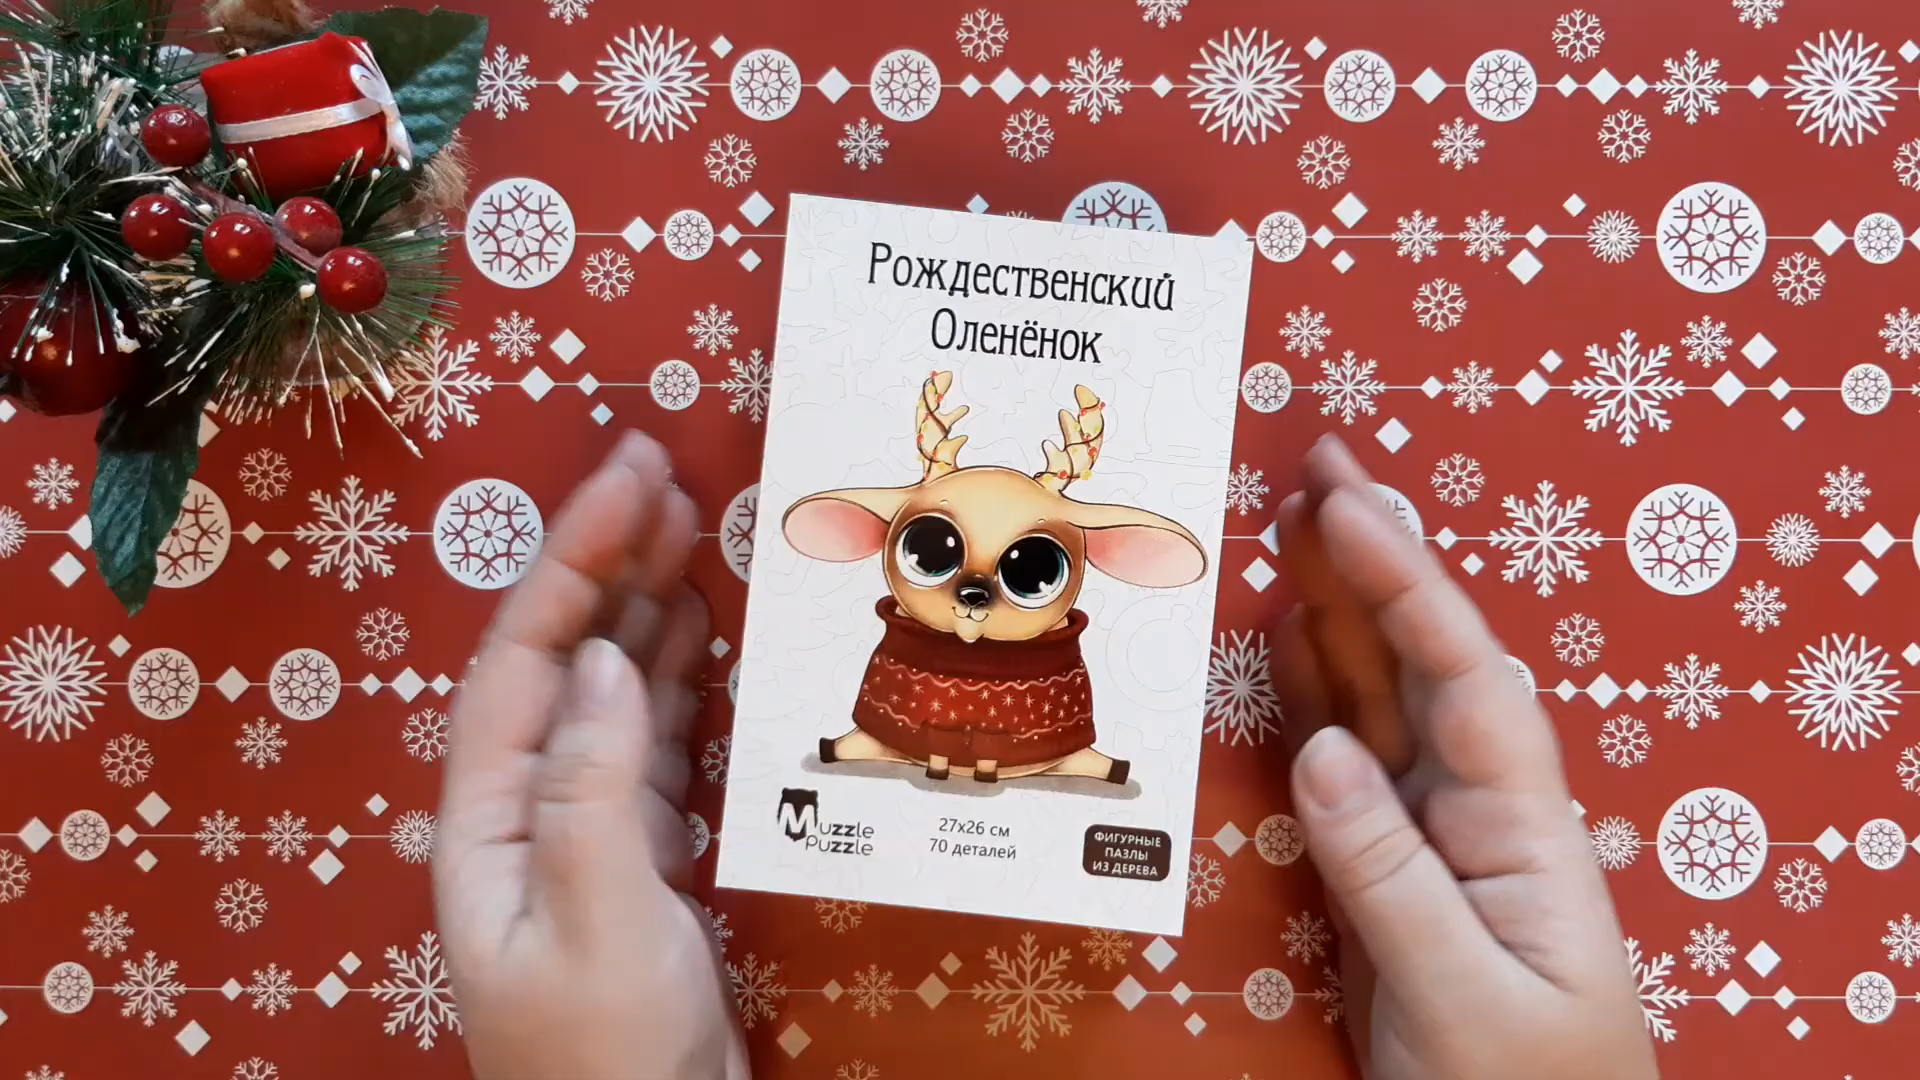 Рождественский
Оленёнок
Muzzle
puzzle
27x26 см
70 деталей
ФИГУРНЫЕ
ПАЗЛЫ
ИЗ ДЕРЕВА